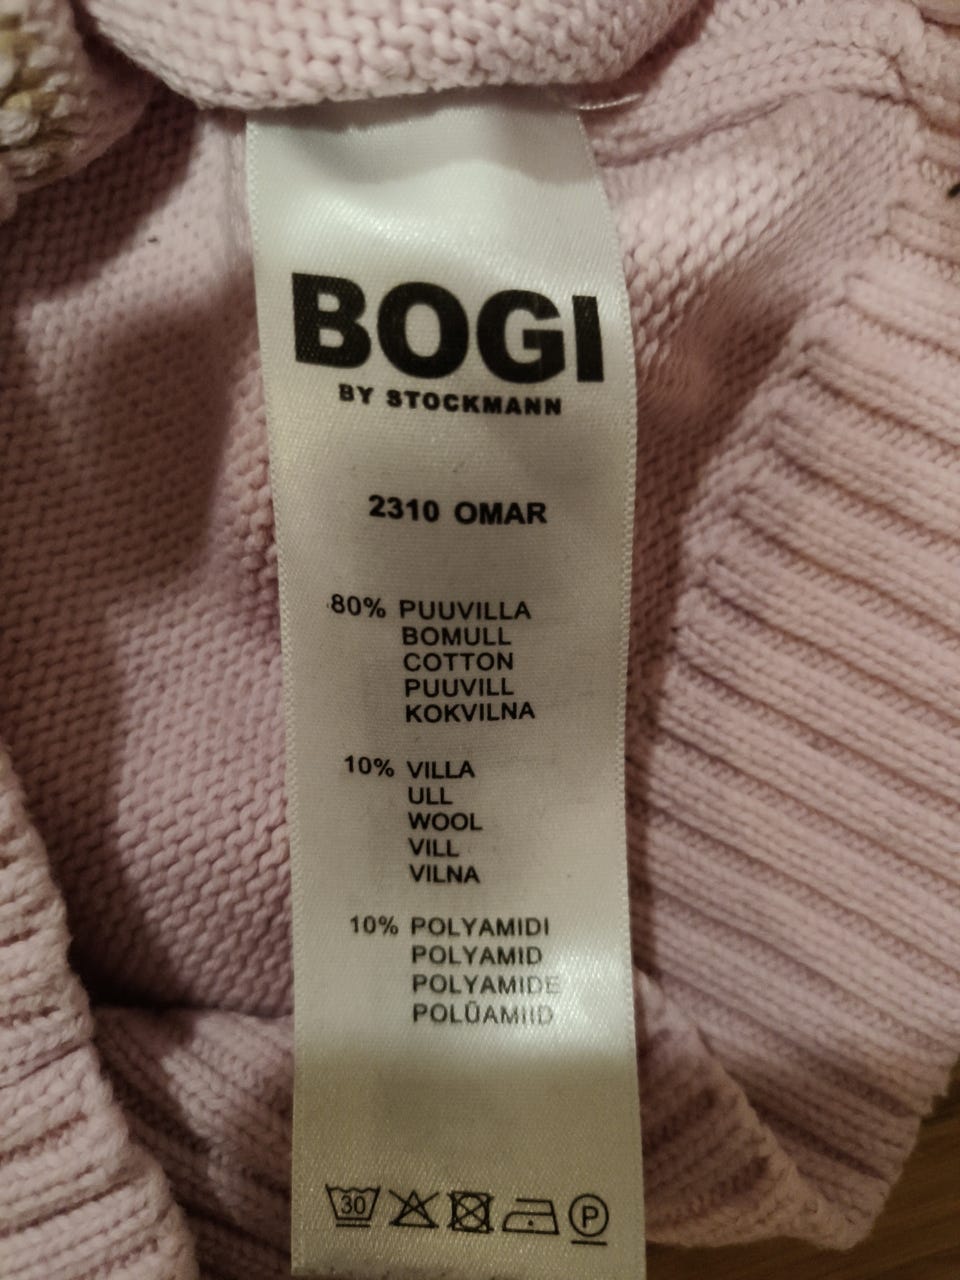 BOGI
BY STOCKMANN
2310 OMAR
80% PUUVILLA
BOMULL
COTTON
PUUVILL
KOKVILNA
10% VILLA
ULL
WOOL
VILL
VILNA
10% POLYAMIDI
POLYAMID
POLYAMIDE
POLÜAMIID
30 P